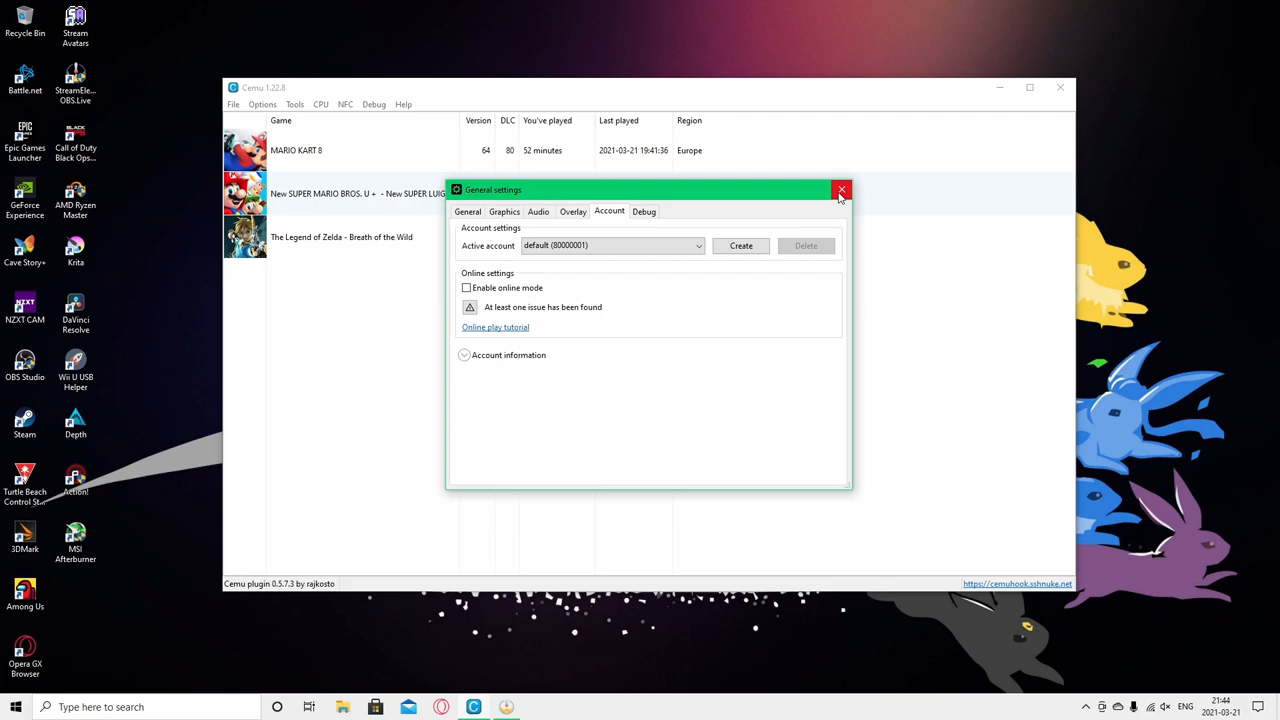 Recycle Bin
Stream
Avatars
Battle.net
StreamEle...
OBS.Live
Epic Games
Launcher
Call of Duty
Black Ops...
GeForce
Experience
AMD Ryzen
Master
Cave Story+
Krita
NZXT CAM
DaVinci
Resolve
OBS Studio
Wii U USB
Helper
Steam
Depth
Turtle Beach
Control St...
Action!
3DMark
MSI
Afterburner
Among Us
Opera GX
Browser
Cemu 1.22.8
File Options Tools CPU NFC Debug Help
Game Version DLC You've played Last played Region
MARIO KART 8 64 80 52 minutes 2021-03-21 19:41:36 Europe
New SUPER MARIO BROS. U + - New SUPER LUIG
The Legend of Zelda - Breath of the Wild
General settings
General Graphics Audio Overlay Account Debug
Account settings
Active account default (80000001) Create Delete
Online settings
Enable online mode
At least one issue has been found
Online play tutorial
Account information
Cemu plugin 0.5.7.3 by rajkosto
https://cemuhook.sshnuke.net
Type here to search
ENG
21:44
2021-03-21